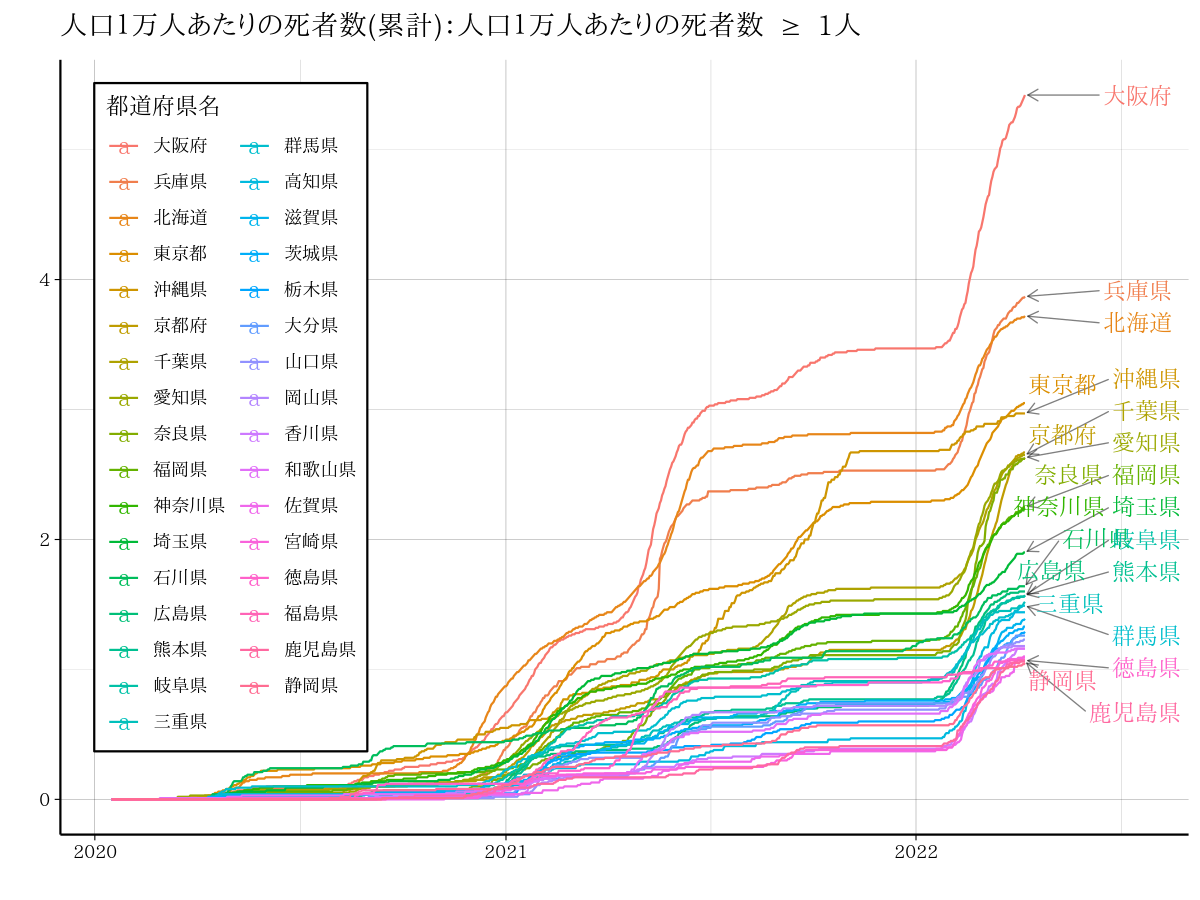 人口1万人あたりの死者数(累計):人口1万人あたりの死者数 ≥ 1人
都道府県名
a 大阪府
a 兵庫県
a 北海道
a 東京都
a 沖縄県
a 京都府
a 千葉県
a 愛知県
a 奈良県
a 福岡県
a 神奈川県
a 埼玉県
a 石川県
a 広島県
a 熊本県
a 岐阜県
a 三重県
a 群馬県
a 高知県
a 滋賀県
a 茨城県
a 栃木県
a 大分県
a 山口県
a 岡山県
a 香川県
a 和歌山県
a 佐賀県
a 宮崎県
a 徳島県
a 福島県
a 鹿児島県
a 静岡県
大阪府
兵庫県
北海道
東京都
沖縄県
千葉県
京都府
愛知県
奈良県
福岡県
神奈川県
埼玉県
石川県
岐阜県
広島県
熊本県
三重県
群馬県
徳島県
静岡県
鹿児島県
4
2
0
2020
2021
2022